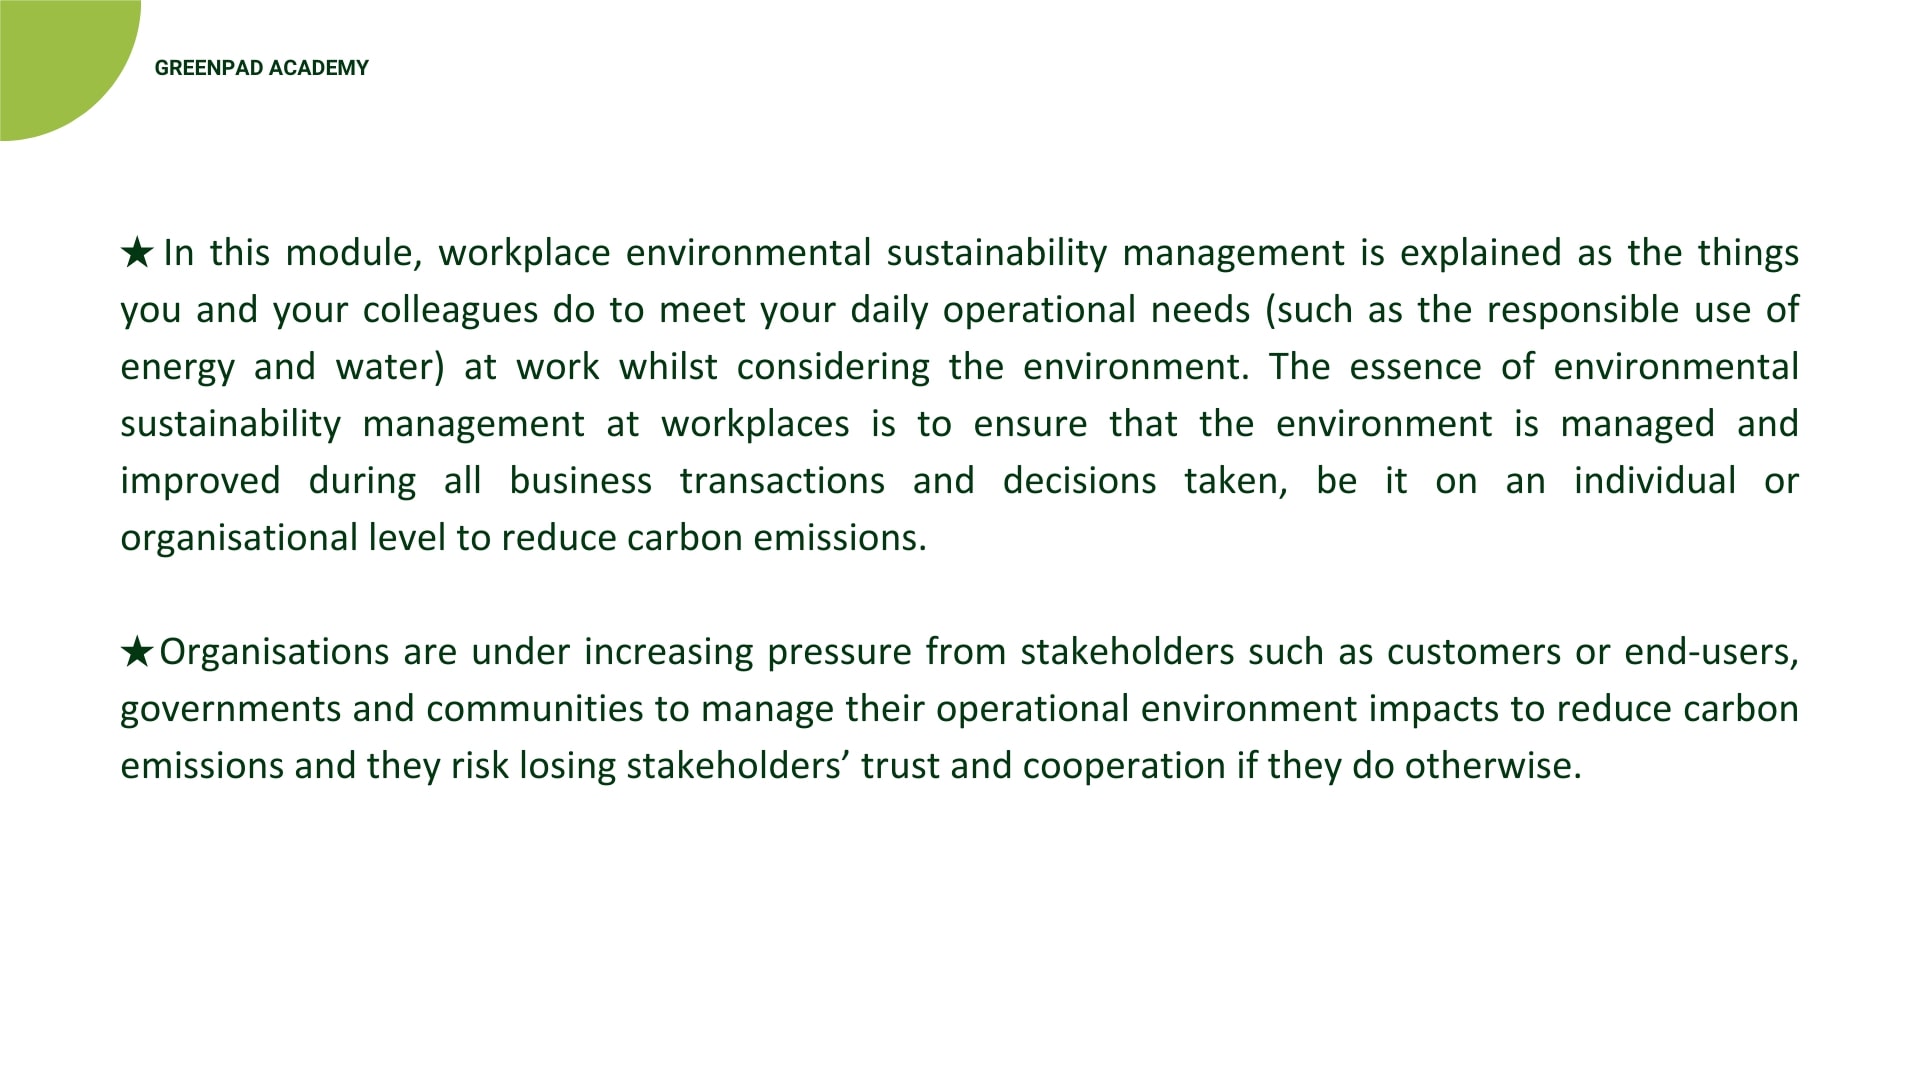 GREENPAD ACADEMY
★ In this module, workplace environmental sustainability management is explained as the things
you and your colleagues do to meet your daily operational needs (such as the responsible use of
energy and water) at work whilst considering the environment. The essence of environmental
sustainability management at workplaces is to ensure that the environment is managed and
improved during all business transactions and decisions taken, be it on an individual or
organisational level to reduce carbon emissions.
★Organisations are under increasing pressure from stakeholders such as customers or end-users,
governments and communities to manage their operational environment impacts to reduce carbon
emissions and they risk losing stakeholders’ trust and cooperation if they do otherwise.